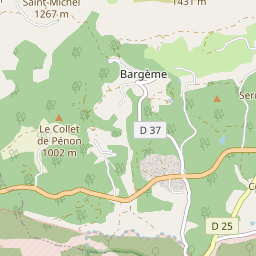 Saint-Michel
1267 m
1431 m
Bargème
Le Collet
de Pénon
1002 m
D 37
D 25